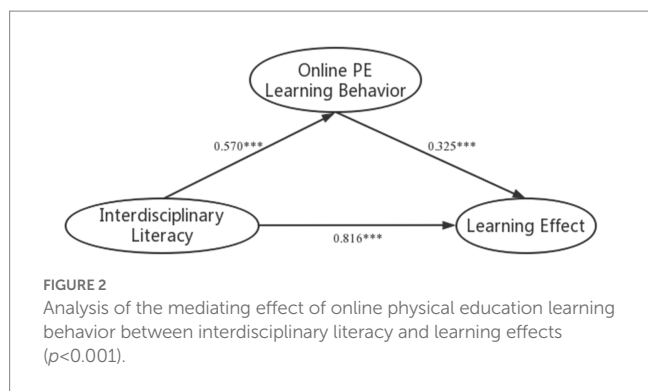 Online PE
Learning Behavior
0.570***
0.325***
Interdisciplinary
Literacy
Learning Effect
0.816***
FIGURE 2
Analysis of the mediating effect of online physical education learning
behavior between interdisciplinary literacy and learning effects
(p<0.001).